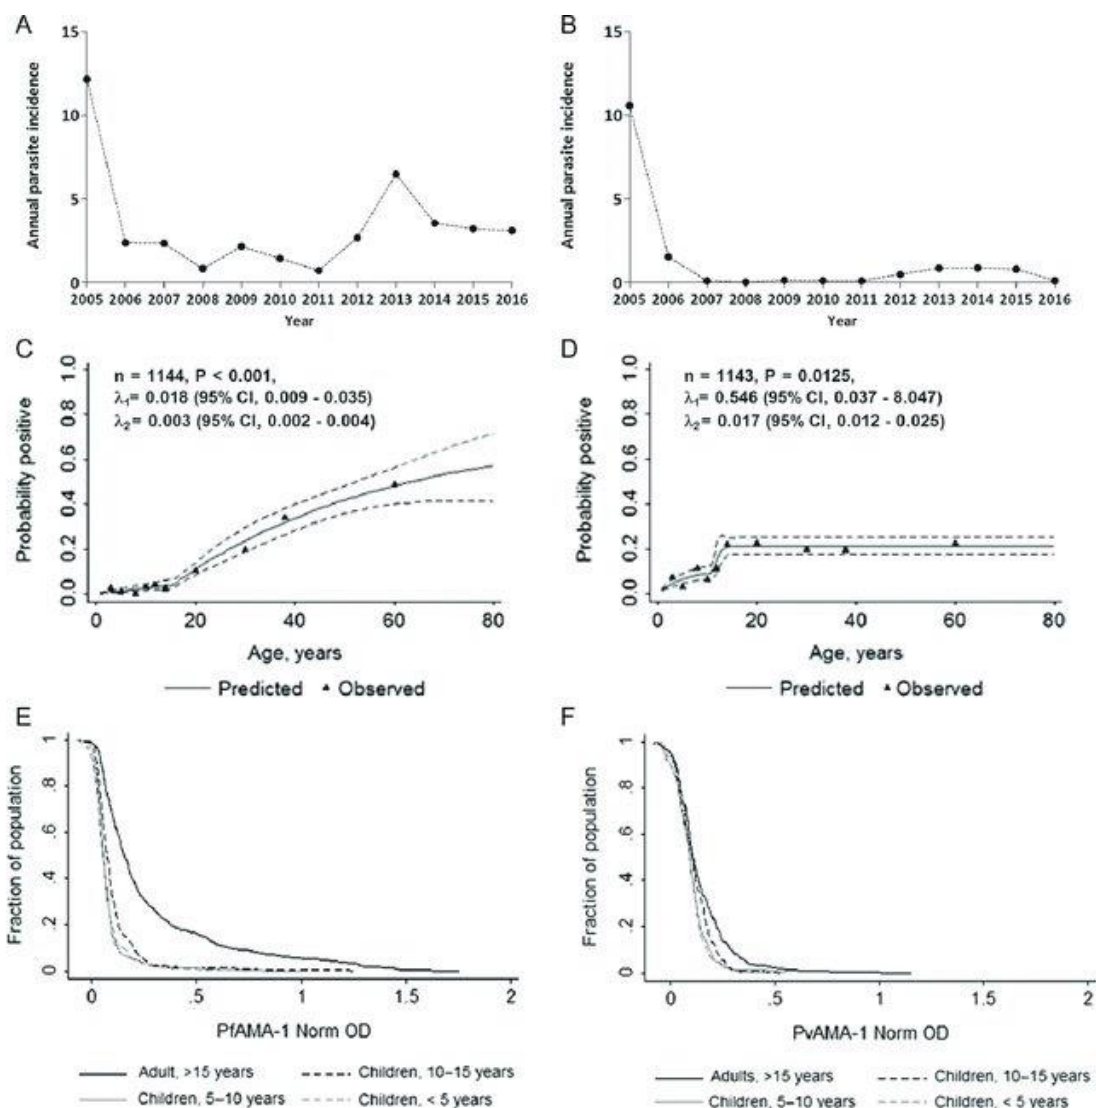 A
Annual parasite incidence
15
10
5
0
2005 2006 2007 2008 2009 2010 2011 2012 2013 2014 2015 2016
Year
B
Annual parasite incidence
15
10
5
0
2005 2006 2007 2008 2009 2010 2011 2012 2013 2014 2015 2016
Year
C
n = 1144, P < 0.001,
λ1= 0.018 (95% CI, 0.009 - 0.035)
λ2= 0.003 (95% CI, 0.002 - 0.004)
Probability positive
1.0
0.8
0.6
0.4
0.2
0.0
0 20 40 60 80
Age, years
Predicted ▲ Observed
D
n = 1143, P = 0.0125,
λ1= 0.546 (95% CI, 0.037 - 8.047)
λ2= 0.017 (95% CI, 0.012 - 0.025)
Probability positive
1.0
0.8
0.6
0.4
0.2
0.0
0 20 40 60 80
Age, years
Predicted ▲ Observed
E
Fraction of population
1
.8
.6
.4
.2
0
0 .5 1 1.5 2
PfAMA-1 Norm OD
Adult, >15 years Children, 10–15 years
Children, 5–10 years Children, < 5 years
F
Fraction of population
1
.8
.6
.4
.2
0
0 .5 1 1.5 2
PvAMA-1 Norm OD
Adults, >15 years Children, 10–15 years
Children, 5–10 years Children, < 5 years